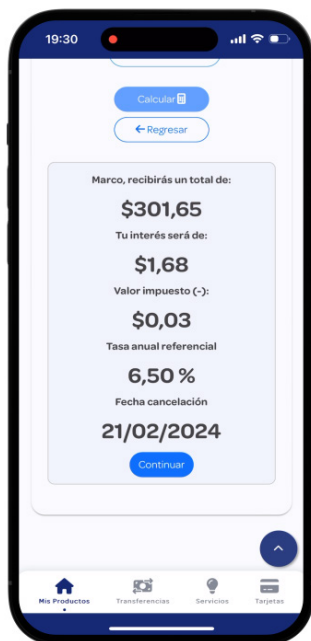 19:30
Calcular
Regresar
Marco, recibirás un total de:
$301,65
Tu interés será de:
$1,68
Valor impuesto (-):
$0,03
Tasa anual referencial
6,50 %
Fecha cancelación
21/02/2024
Continuar
Mis Productos Transferencias Servicios Tarjetas